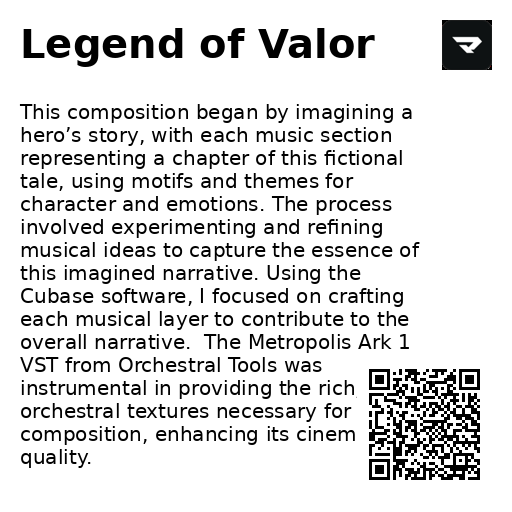 Legend of Valor
This composition began by imagining a
hero’s story, with each music section
representing a chapter of this fictional
tale, using motifs and themes for
character and emotions. The process
involved experimenting and refining
musical ideas to capture the essence of
this imagined narrative. Using the
Cubase software, I focused on crafting
each musical layer to contribute to the
overall narrative.  The Metropolis Ark 1
VST from Orchestral Tools was
instrumental in providing the rich
orchestral textures necessary for
composition, enhancing its cinem
quality.